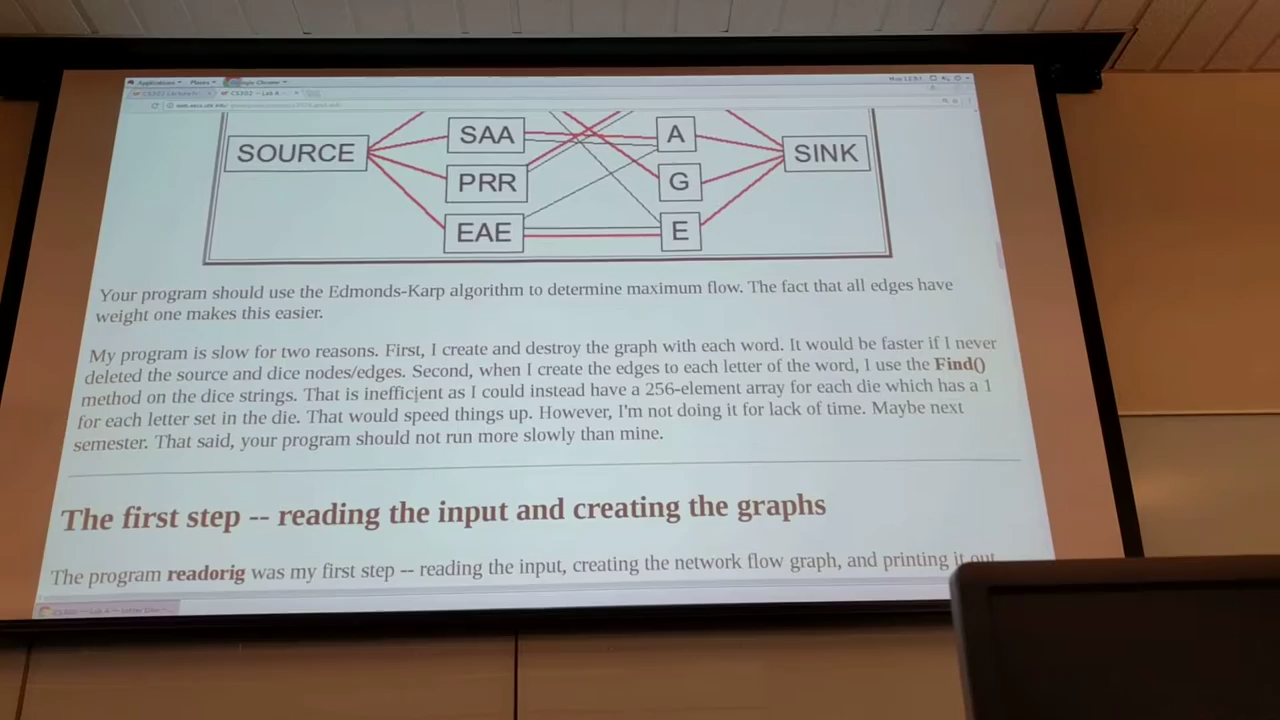 Applications Places Google Chrome
CS302 -- Lab A
SAA A
SOURCE SINK
PRR G
EAE E
Your program should use the Edmonds-Karp algorithm to determine maximum flow. The fact that all edges have
weight one makes this easier.
My program is slow for two reasons. First, I create and destroy the graph with each word. It would be faster if I never
deleted the source and dice nodes/edges. Second, when I create the edges to each letter of the word, I use the Find()
method on the dice strings. That is inefficient as I could instead have a 256-element array for each die which has a 1
for each letter set in the die. That would speed things up. However, I'm not doing it for lack of time. Maybe next
semester. That said, your program should not run more slowly than mine.
The first step -- reading the input and creating the graphs
The program readorig was my first step -- reading the input, creating the network flow graph, and printing it out